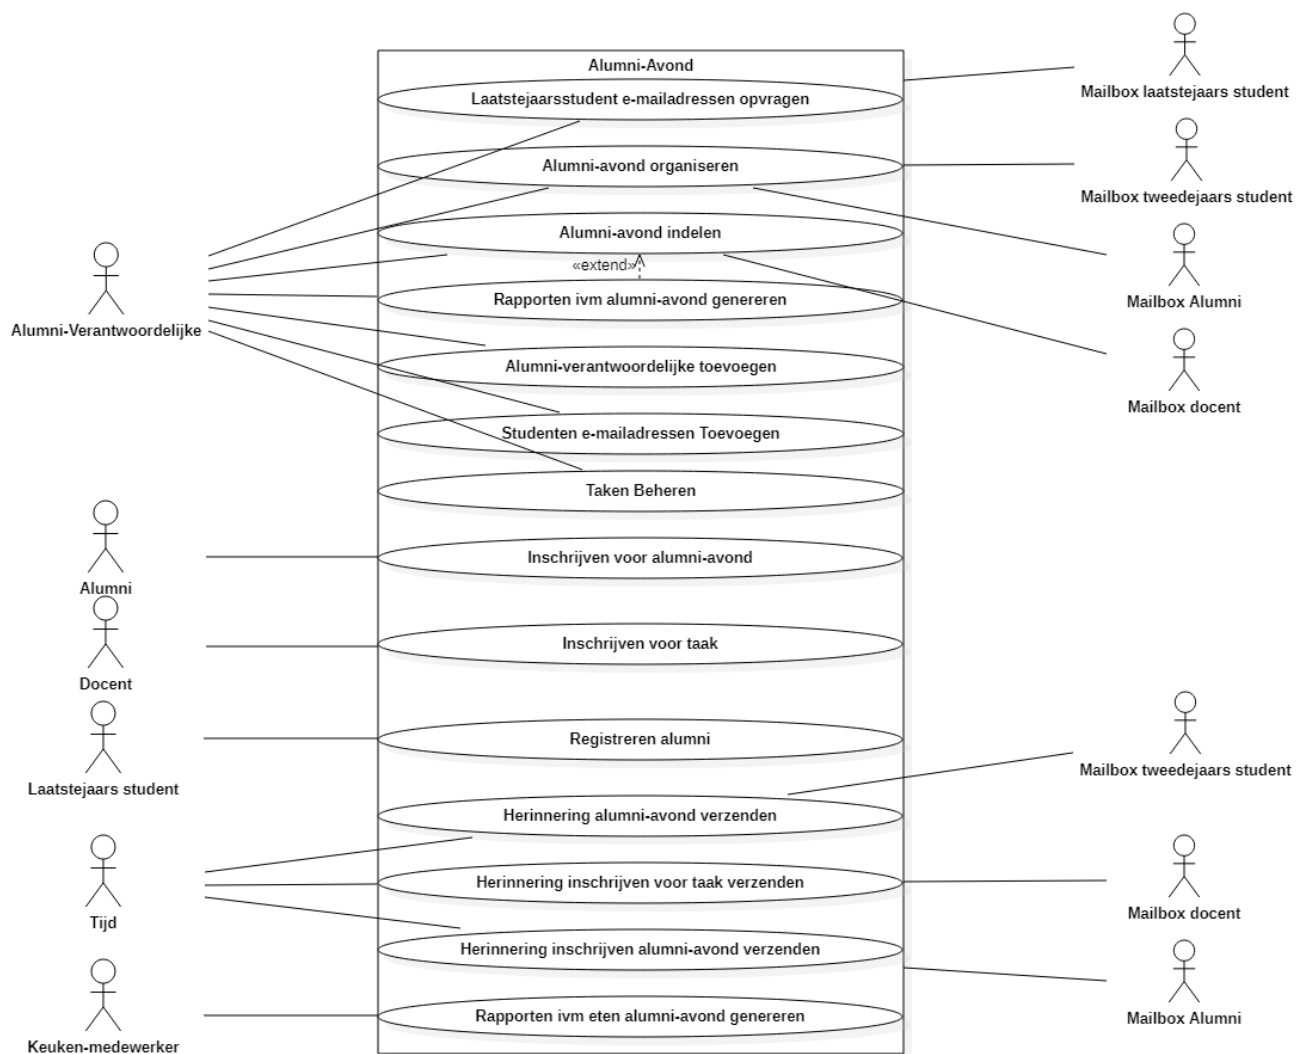 Alumni-Avond
Laatstejaarsstudent e-mailadressen opvragen
Mailbox laatstejaars student
Alumni-avond organiseren
Mailbox tweedejaars student
Alumni-avond indelen
«extend»
Rapporten ivm alumni-avond genereren
Mailbox Alumni
Alumni-Verantwoordelijke
Alumni-verantwoordelijke toevoegen
Mailbox docent
Studenten e-mailadressen Toevoegen
Taken Beheren
Inschrijven voor alumni-avond
Alumni
Inschrijven voor taak
Docent
Registreren alumni
Laatstejaars student
Mailbox tweedejaars student
Herinnering alumni-avond verzenden
Herinnering inschrijven voor taak verzenden
Tijd
Mailbox docent
Herinnering inschrijven alumni-avond verzenden
Rapporten ivm eten alumni-avond genereren
Mailbox Alumni
Keuken-medewerker